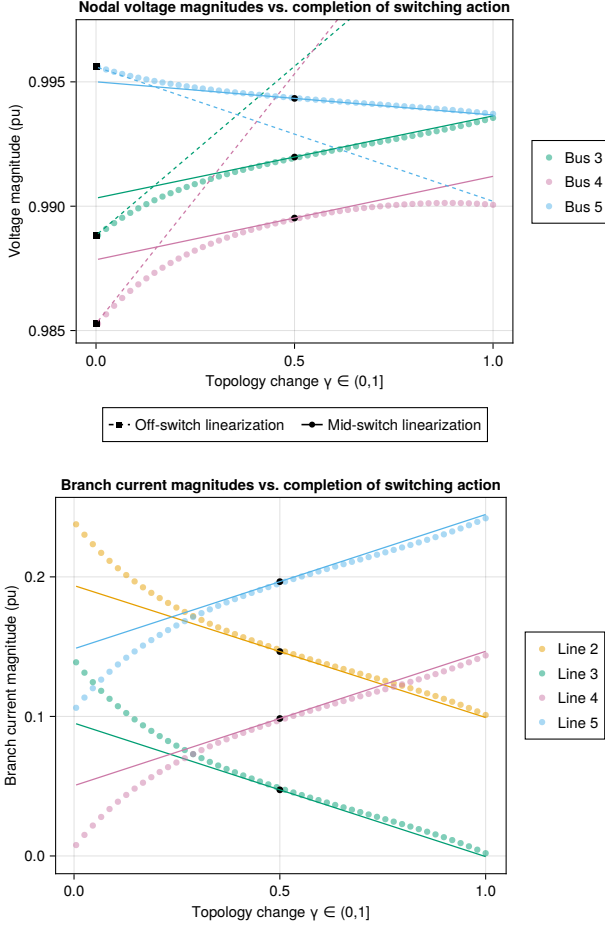 Nodal voltage magnitudes vs. completion of switching action
Voltage magnitude (pu)
0.995
0.990
0.985
0.0
0.5
1.0
Topology change γ ∈ (0,1]
Bus 3
Bus 4
Bus 5
Off-switch linearization
Mid-switch linearization
Branch current magnitudes vs. completion of switching action
Branch current magnitude (pu)
0.2
0.1
0.0
0.0
0.5
1.0
Topology change γ ∈ (0,1]
Line 2
Line 3
Line 4
Line 5